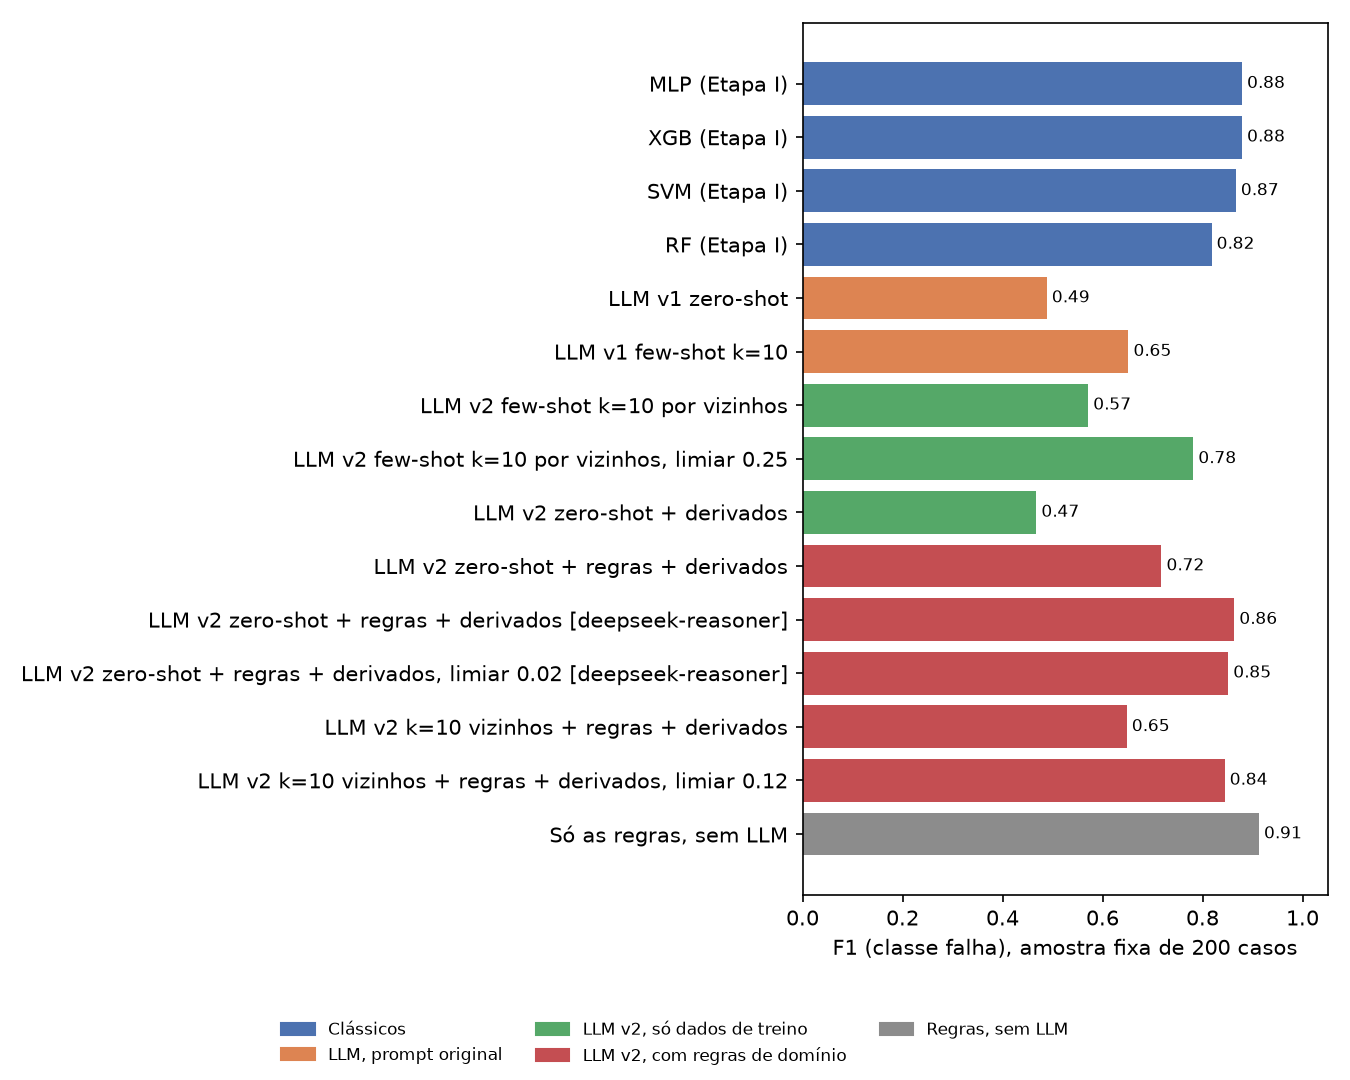 MLP (Etapa I) 0.88
XGB (Etapa I) 0.88
SVM (Etapa I) 0.87
RF (Etapa I) 0.82
LLM v1 zero-shot 0.49
LLM v1 few-shot k=10 0.65
LLM v2 few-shot k=10 por vizinhos 0.57
LLM v2 few-shot k=10 por vizinhos, limiar 0.25 0.78
LLM v2 zero-shot + derivados 0.47
LLM v2 zero-shot + regras + derivados 0.72
LLM v2 zero-shot + regras + derivados [deepseek-reasoner] 0.86
LLM v2 zero-shot + regras + derivados, limiar 0.02 [deepseek-reasoner] 0.85
LLM v2 k=10 vizinhos + regras + derivados 0.65
LLM v2 k=10 vizinhos + regras + derivados, limiar 0.12 0.84
Só as regras, sem LLM 0.91
0.0 0.2 0.4 0.6 0.8 1.0
F1 (classe falha), amostra fixa de 200 casos
Clássicos
LLM, prompt original
LLM v2, só dados de treino
LLM v2, com regras de domínio
Regras, sem LLM